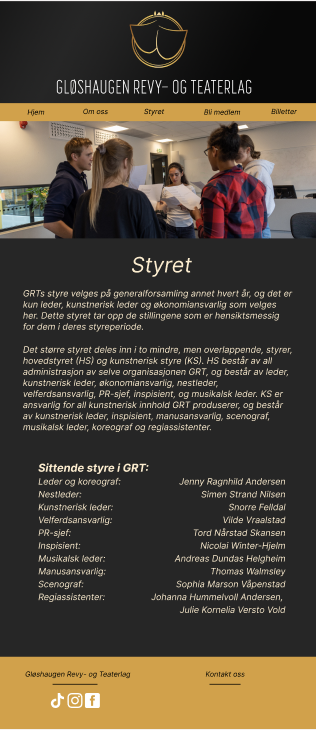 GLØSHAUGEN REVY- OG TEATERLAG
Hjem Om oss Styret Bli medlem Billetter
Styret
GRTs styre velges på generalforsamling annet hvert år, og det er
kun leder, kunstnerisk leder og økonomiansvarlig som velges
her. Dette styret tar opp de stillingene som er hensiktsmessig
for dem i deres styreperiode.
Det større styret deles inn i to mindre, men overlappende, styrer,
hovedstyret (HS) og kunstnerisk styre (KS). HS består av all
administrasjon av selve organisasjonen GRT, og består av leder,
kunstnerisk leder, økonomiansvarlig, nestleder,
velferdsansvarlig, PR-sjef, inspisient, og musikalsk leder. KS er
ansvarlig for all kunstnerisk innhold GRT produserer, og består
av kunstnerisk leder, inspisient, manusansvarlig, scenograf,
musikalsk leder, koreograf og regiassistenter.
Sittende styre i GRT:
Leder og koreograf: Jenny Ragnhild Andersen
Nestleder: Simen Strand Nilsen
Kunstnerisk leder: Snorre Felldal
Velferdsansvarlig: Vilde Vraalstad
PR-sjef: Tord Nårstad Skansen
Inspisient: Nicolai Winter-Hjelm
Musikalsk leder: Andreas Dundas Helgheim
Manusansvarlig: Thomas Walmsley
Scenograf: Sophia Marson Våpenstad
Regiassistenter: Johanna Hummelvoll Andersen,
Julie Kornelia Versto Vold
Gløshaugen Revy- og Teaterlag Kontakt oss